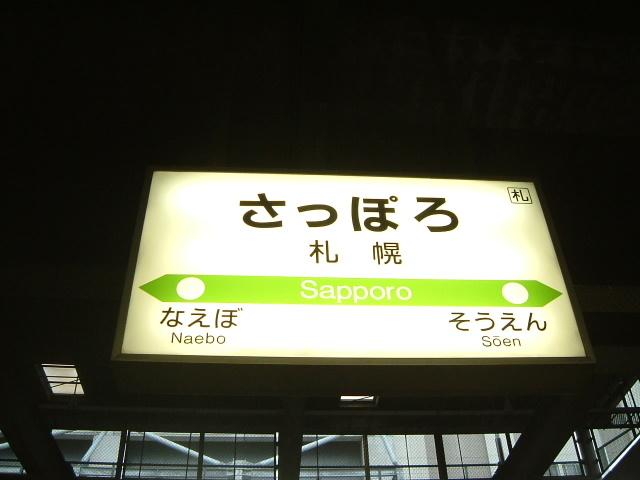 札
さっぽろ
札幌
Sapporo
なえぼ
Naebo
そうえん
Sōen